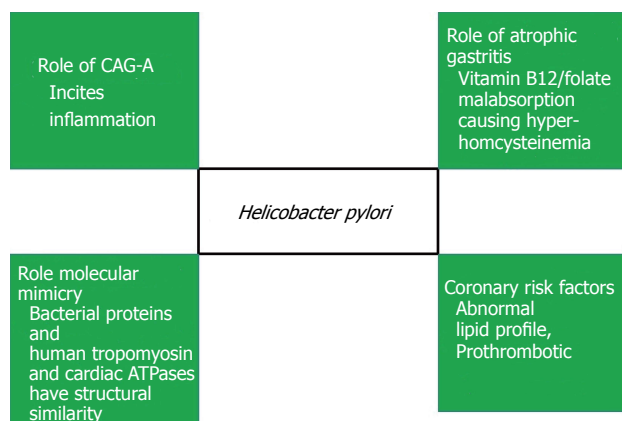 Role of CAG-A
Incites
inflammation
Role of atrophic
gastritis
Vitamin B12/folate
malabsorption
causing hyper-
homcysteinemia
Helicobacter pylori
Role molecular
mimicry
Bacterial proteins
and
human tropomyosin
and cardiac ATPases
have structural
similarity
Coronary risk factors
Abnormal
lipid profile,
Prothrombotic